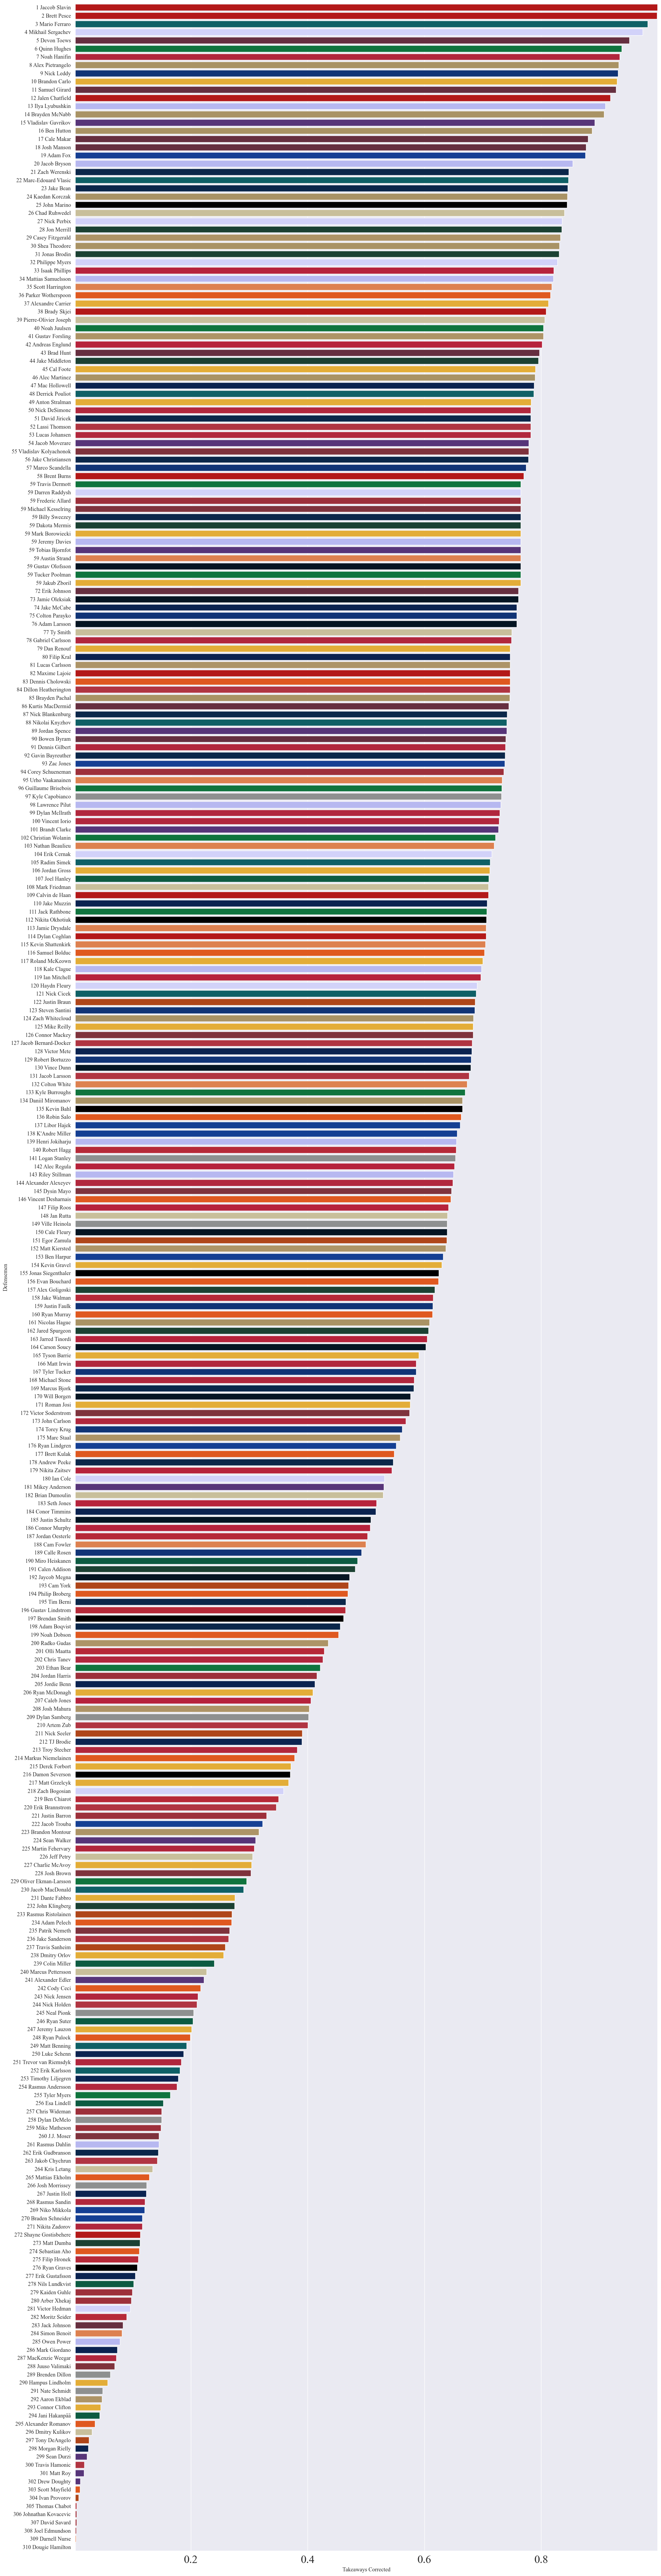 1 Jaccob Slavin
2 Brett Pesce
3 Mario Ferraro
4 Mikhail Sergachev
5 Devon Toews
6 Quinn Hughes
7 Noah Hanifin
8 Alex Pietrangelo
9 Nick Leddy
10 Brandon Carlo
11 Samuel Girard
12 Jalen Chatfield
13 Ilya Lyubushkin
14 Brayden McNabb
15 Vladislav Gavrikov
16 Ben Hutton
17 Cale Makar
18 Josh Manson
19 Adam Fox
20 Jacob Bryson
21 Zach Werenski
22 Marc-Edouard Vlasic
23 Jake Bean
24 Kaedan Korczak
25 John Marino
26 Chad Ruhwedel
27 Nick Perbix
28 Jon Merrill
29 Casey Fitzgerald
30 Shea Theodore
31 Jonas Brodin
32 Philippe Myers
33 Isaak Phillips
34 Mattias Samuelsson
35 Scott Harrington
36 Parker Wotherspoon
37 Alexandre Carrier
38 Brady Skjei
39 Pierre-Olivier Joseph
40 Noah Juulsen
41 Gustav Forsling
42 Andreas Englund
43 Brad Hunt
44 Jake Middleton
45 Cal Foote
46 Alec Martinez
47 Mac Hollowell
48 Derrick Pouliot
49 Anton Stralman
50 Nick DeSimone
51 David Jiricek
52 Lassi Thomson
53 Lucas Johansen
54 Jacob Moverare
55 Vladislav Kolyachonok
56 Jake Christiansen
57 Marco Scandella
58 Brent Burns
59 Travis Dermott
59 Darren Raddysh
59 Frederic Allard
59 Michael Kesselring
59 Billy Sweezey
59 Dakota Mermis
59 Mark Borowiecki
59 Jeremy Davies
59 Tobias Bjornfot
59 Austin Strand
59 Gustav Olofsson
59 Tucker Poolman
59 Jakub Zboril
72 Erik Johnson
73 Jamie Oleksiak
74 Jake McCabe
75 Colton Parayko
76 Adam Larsson
77 Ty Smith
78 Gabriel Carlsson
79 Dan Renouf
80 Filip Kral
81 Lucas Carlsson
82 Maxime Lajoie
83 Dennis Cholowski
84 Dillon Heatherington
85 Brayden Pachal
86 Kurtis MacDermid
87 Nick Blankenburg
88 Nikolai Knyzhov
89 Jordan Spence
90 Bowen Byram
91 Dennis Gilbert
92 Gavin Bayreuther
93 Zac Jones
94 Corey Schueneman
95 Urho Vaakanainen
96 Guillaume Brisebois
97 Kyle Capobianco
98 Lawrence Pilut
99 Dylan McIlrath
100 Vincent Iorio
101 Brandt Clarke
102 Christian Wolanin
103 Nathan Beaulieu
104 Erik Cernak
105 Radim Simek
106 Jordan Gross
107 Joel Hanley
108 Mark Friedman
109 Calvin de Haan
110 Jake Muzzin
111 Jack Rathbone
112 Nikita Okhotiuk
113 Jamie Drysdale
114 Dylan Coghlan
115 Kevin Shattenkirk
116 Samuel Bolduc
117 Roland McKeown
118 Kale Clague
119 Ian Mitchell
120 Haydn Fleury
121 Nick Cicek
122 Justin Braun
123 Steven Santini
124 Zach Whitecloud
125 Mike Reilly
126 Connor Mackey
127 Jacob Bernard-Docker
128 Victor Mete
129 Robert Bortuzzo
130 Vince Dunn
131 Jacob Larsson
132 Colton White
133 Kyle Burroughs
134 Daniil Miromanov
135 Kevin Bahl
136 Robin Salo
137 Libor Hajek
138 K'Andre Miller
139 Henri Jokiharju
140 Robert Hagg
141 Logan Stanley
142 Alec Regula
143 Riley Stillman
144 Alexander Alexeyev
145 Dysin Mayo
146 Vincent Desharnais
147 Filip Roos
148 Jan Rutta
149 Ville Heinola
150 Cale Fleury
151 Egor Zamula
152 Matt Kiersted
153 Ben Harpur
154 Kevin Gravel
155 Jonas Siegenthaler
156 Evan Bouchard
157 Alex Goligoski
158 Jake Walman
159 Justin Faulk
160 Ryan Murray
161 Nicolas Hague
162 Jared Spurgeon
163 Jarred Tinordi
164 Carson Soucy
165 Tyson Barrie
166 Matt Irwin
167 Tyler Tucker
168 Michael Stone
169 Marcus Bjork
170 Will Borgen
171 Roman Josi
172 Victor Soderstrom
173 John Carlson
174 Torey Krug
175 Marc Staal
176 Ryan Lindgren
177 Brett Kulak
178 Andrew Peeke
179 Nikita Zaitsev
180 Ian Cole
181 Mikey Anderson
182 Brian Dumoulin
183 Seth Jones
184 Conor Timmins
185 Justin Schultz
186 Connor Murphy
187 Jordan Oesterle
188 Cam Fowler
189 Calle Rosen
190 Miro Heiskanen
191 Calen Addison
192 Jaycob Megna
193 Cam York
194 Philip Broberg
195 Tim Berni
196 Gustav Lindstrom
197 Brendan Smith
198 Adam Boqvist
199 Noah Dobson
200 Radko Gudas
201 Olli Maatta
202 Chris Tanev
203 Ethan Bear
204 Jordan Harris
205 Jordie Benn
206 Ryan McDonagh
207 Caleb Jones
208 Josh Mahura
209 Dylan Samberg
210 Artem Zub
211 Nick Seeler
212 TJ Brodie
213 Troy Stecher
214 Markus Niemelainen
215 Derek Forbort
216 Damon Severson
217 Matt Grzelcyk
218 Zach Bogosian
219 Ben Chiarot
220 Erik Brannstrom
221 Justin Barron
222 Jacob Trouba
223 Brandon Montour
224 Sean Walker
225 Martin Fehervary
226 Jeff Petry
227 Charlie McAvoy
228 Josh Brown
229 Oliver Ekman-Larsson
230 Jacob MacDonald
231 Dante Fabbro
232 John Klingberg
233 Rasmus Ristolainen
234 Adam Pelech
235 Patrik Nemeth
236 Jake Sanderson
237 Travis Sanheim
238 Dmitry Orlov
239 Colin Miller
240 Marcus Pettersson
241 Alexander Edler
242 Cody Ceci
243 Nick Jensen
244 Nick Holden
245 Neal Pionk
246 Ryan Suter
247 Jeremy Lauzon
248 Ryan Pulock
249 Matt Benning
250 Luke Schenn
251 Trevor van Riemsdyk
252 Erik Karlsson
253 Timothy Liljegren
254 Rasmus Andersson
255 Tyler Myers
256 Esa Lindell
257 Chris Wideman
258 Dylan DeMelo
259 Mike Matheson
260 J.J. Moser
261 Rasmus Dahlin
262 Erik Gudbranson
263 Jakob Chychrun
264 Kris Letang
265 Mattias Ekholm
266 Josh Morrissey
267 Justin Holl
268 Rasmus Sandin
269 Niko Mikkola
270 Braden Schneider
271 Nikita Zadorov
272 Shayne Gostisbehere
273 Matt Dumba
274 Sebastian Aho
275 Filip Hronek
276 Ryan Graves
277 Erik Gustafsson
278 Nils Lundkvist
279 Kaiden Guhle
280 Arber Xhekaj
281 Victor Hedman
282 Moritz Seider
283 Jack Johnson
284 Simon Benoit
285 Owen Power
286 Mark Giordano
287 MacKenzie Weegar
288 Juuso Valimaki
289 Brenden Dillon
290 Hampus Lindholm
291 Nate Schmidt
292 Aaron Ekblad
293 Connor Clifton
294 Jani Hakanpää
295 Alexander Romanov
296 Dmitry Kulikov
297 Tony DeAngelo
298 Morgan Rielly
299 Sean Durzi
300 Travis Hamonic
301 Matt Roy
302 Drew Doughty
303 Scott Mayfield
304 Ivan Provorov
305 Thomas Chabot
306 Johnathan Kovacevic
307 David Savard
308 Joel Edmundson
309 Darnell Nurse
310 Dougie Hamilton
Defensemen
0.2 0.4 0.6 0.8
Takeaways Corrected